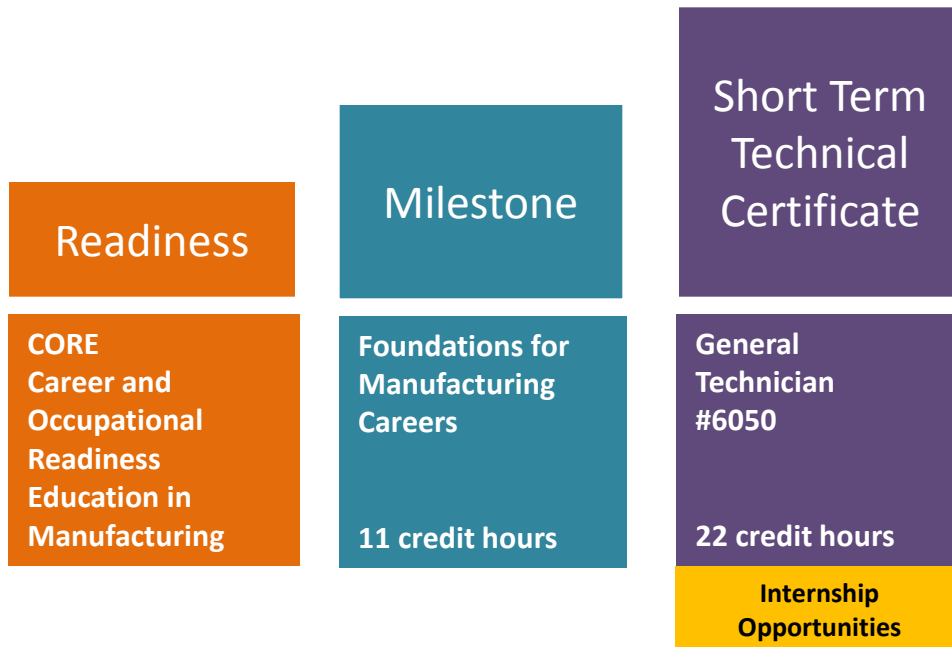 Readiness
Milestone
Short Term
Technical
Certificate
CORE
Career and
Occupational
Readiness
Education in
Manufacturing
Foundations for
Manufacturing
Careers
11 credit hours
General
Technician
#6050
22 credit hours
Internship
Opportunities